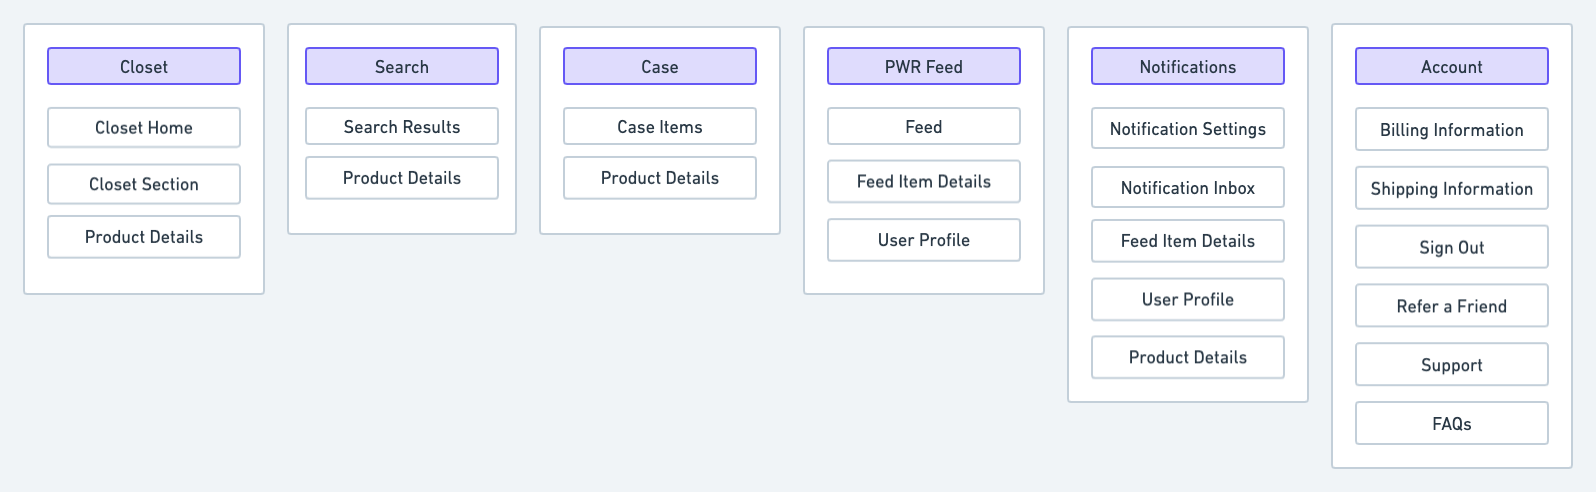 Closet
Closet Home
Closet Section
Product Details
Search
Search Results
Product Details
Case
Case Items
Product Details
PWR Feed
Feed
Feed Item Details
User Profile
Notifications
Notification Settings
Notification Inbox
Feed Item Details
User Profile
Product Details
Account
Billing Information
Shipping Information
Sign Out
Refer a Friend
Support
FAQs